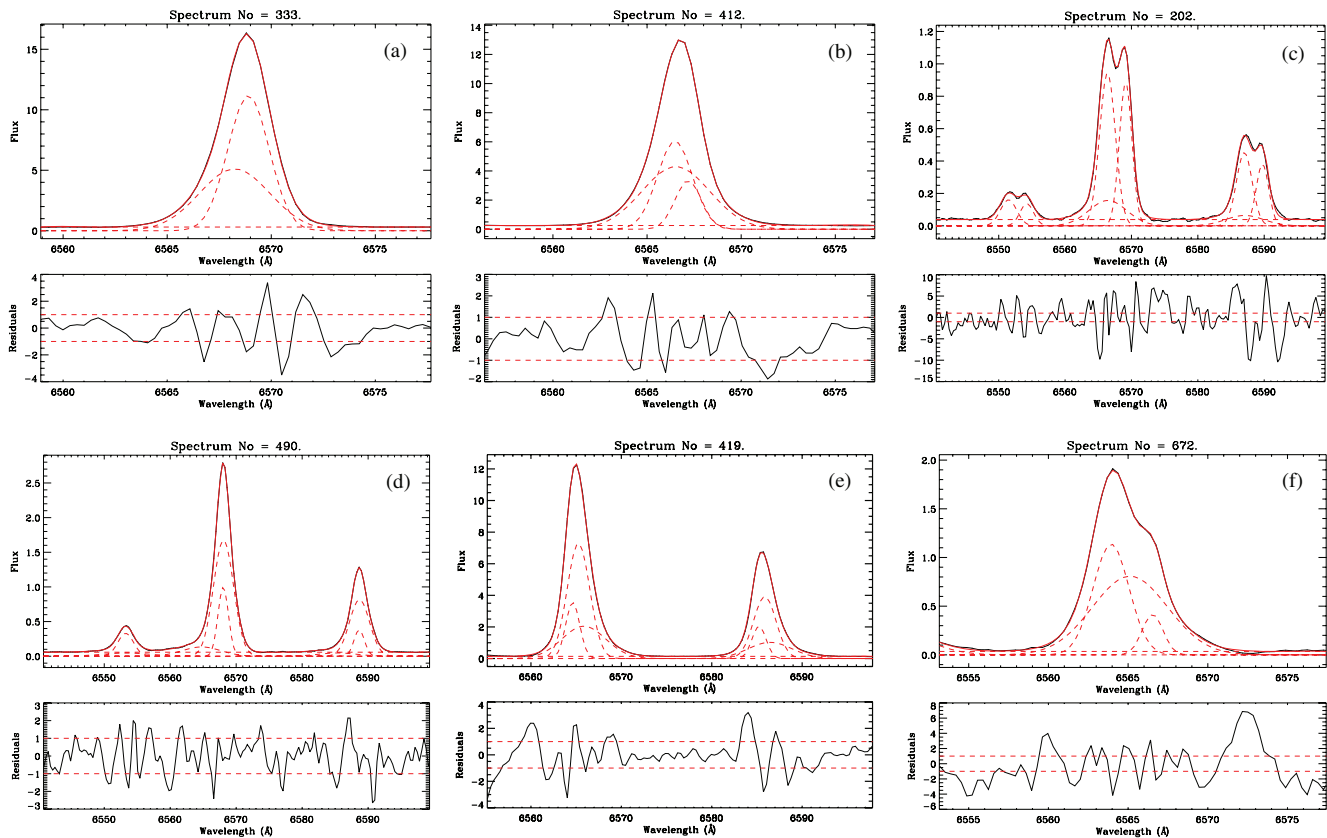 Spectrum No = 333.
(a)
Flux
15
10
5
0
6560 6565 6570 6575
Wavelength (Å)
Residuals
4
2
0
−2
−4
6560 6565 6570 6575
Wavelength (Å)
Spectrum No = 412.
(b)
Flux
14
12
10
8
6
4
2
0
6560 6565 6570 6575
Wavelength (Å)
Residuals
3
2
1
0
−1
−2
6560 6565 6570 6575
Wavelength (Å)
Spectrum No = 202.
(c)
Flux
1.2
1.0
0.8
0.6
0.4
0.2
0.0
6550 6560 6570 6580 6590
Wavelength (Å)
Residuals
10
5
0
−5
−10
−15
6550 6560 6570 6580 6590
Wavelength (Å)
Spectrum No = 490.
(d)
Flux
2.5
2.0
1.5
1.0
0.5
0.0
6550 6560 6570 6580 6590
Wavelength (Å)
Residuals
3
2
1
0
−1
−2
−3
6550 6560 6570 6580 6590
Wavelength (Å)
Spectrum No = 419.
(e)
Flux
12
10
8
6
4
2
0
6560 6570 6580 6590
Wavelength (Å)
Residuals
4
2
0
−2
−4
6560 6570 6580 6590
Wavelength (Å)
Spectrum No = 672.
(f)
Flux
2.0
1.5
1.0
0.5
0.0
6555 6560 6565 6570 6575
Wavelength (Å)
Residuals
8
6
4
2
0
−2
−4
−6
6555 6560 6565 6570 6575
Wavelength (Å)